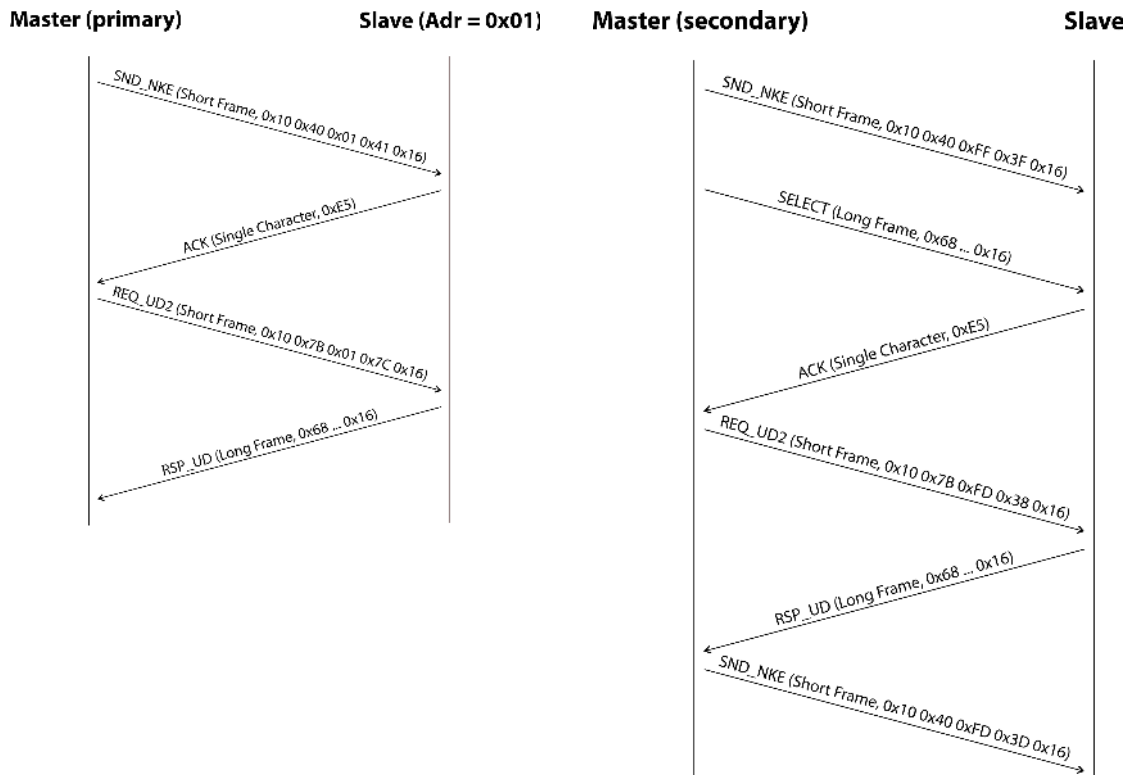 Master (primary)
Slave (Adr = 0x01)
SND_NKE (Short Frame, 0x10 0x40 0x01 0x41 0x16)
ACK (Single Character, 0xE5)
REQ_UD2 (Short Frame, 0x10 0x7B 0x01 0x7C 0x16)
RSP_UD (Long Frame, 0x68 ... 0x16)
Master (secondary)
Slave
SND_NKE (Short Frame, 0x10 0x40 0xFF 0x3F 0x16)
SELECT (Long Frame, 0x68 ... 0x16)
ACK (Single Character, 0xE5)
REQ_UD2 (Short Frame, 0x10 0x7B 0xFD 0x38 0x16)
RSP_UD (Long Frame, 0x68 ... 0x16)
SND_NKE (Short Frame, 0x10 0x40 0xFD 0x3D 0x16)